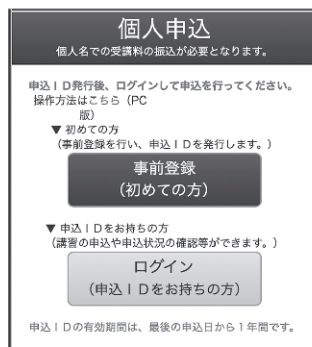 個人申込
個人名での受講料の振込が必要となります。
申込ID発行後、ログインして申込を行ってください。
操作方法はこちら（PC
版）
▼ 初めての方
（事前登録を行い、申込IDを発行します。）
事前登録
（初めての方）
▼ 申込IDをお持ちの方
（講習の申込や申込状況の確認等ができます。）
ログイン
（申込IDをお持ちの方）
申込IDの有効期間は、最後の申込日から1年間です。